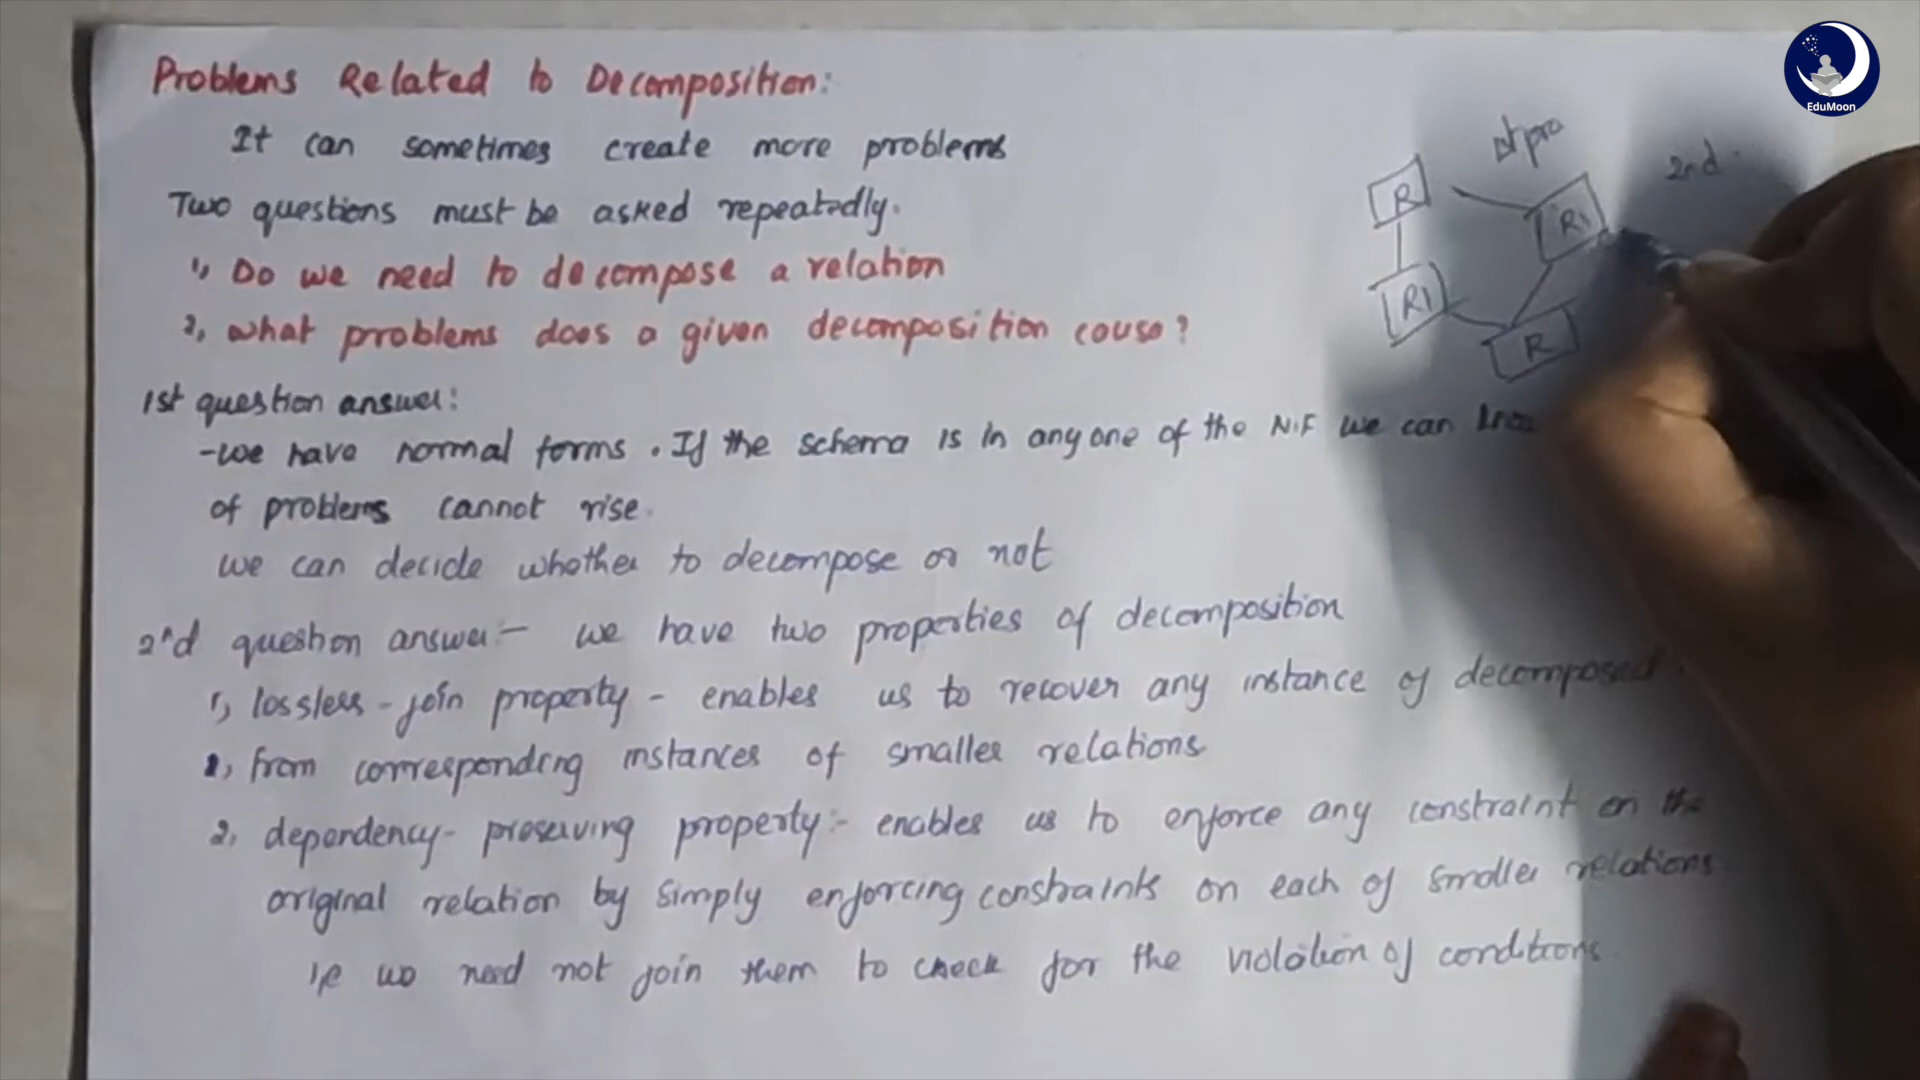 Problems Related to Decomposition:
It can sometimes create more problems
Two questions must be asked repeatedly.
1, Do we need to decompose a relation
2, what problems does a given decomposition couse?
1st question answer:
-we have normal forms. If the schema is in any one of the N.F we can
of problems cannot rise.
we can decide whether to decompose or not
2nd question answer:- we have two properties of decomposition
1, lossless-join property - enables us to recover any instance of decomposed
1, from corresponding instances of smaller relations
2, dependency-preserving property:- enables us to enforce any constraint on the
original relation by simply enforcing constraints on each of smaller relations.
ie we need not join them to check for the violation of conditions.
1st pro
2nd
R
R1
R
EduMoon